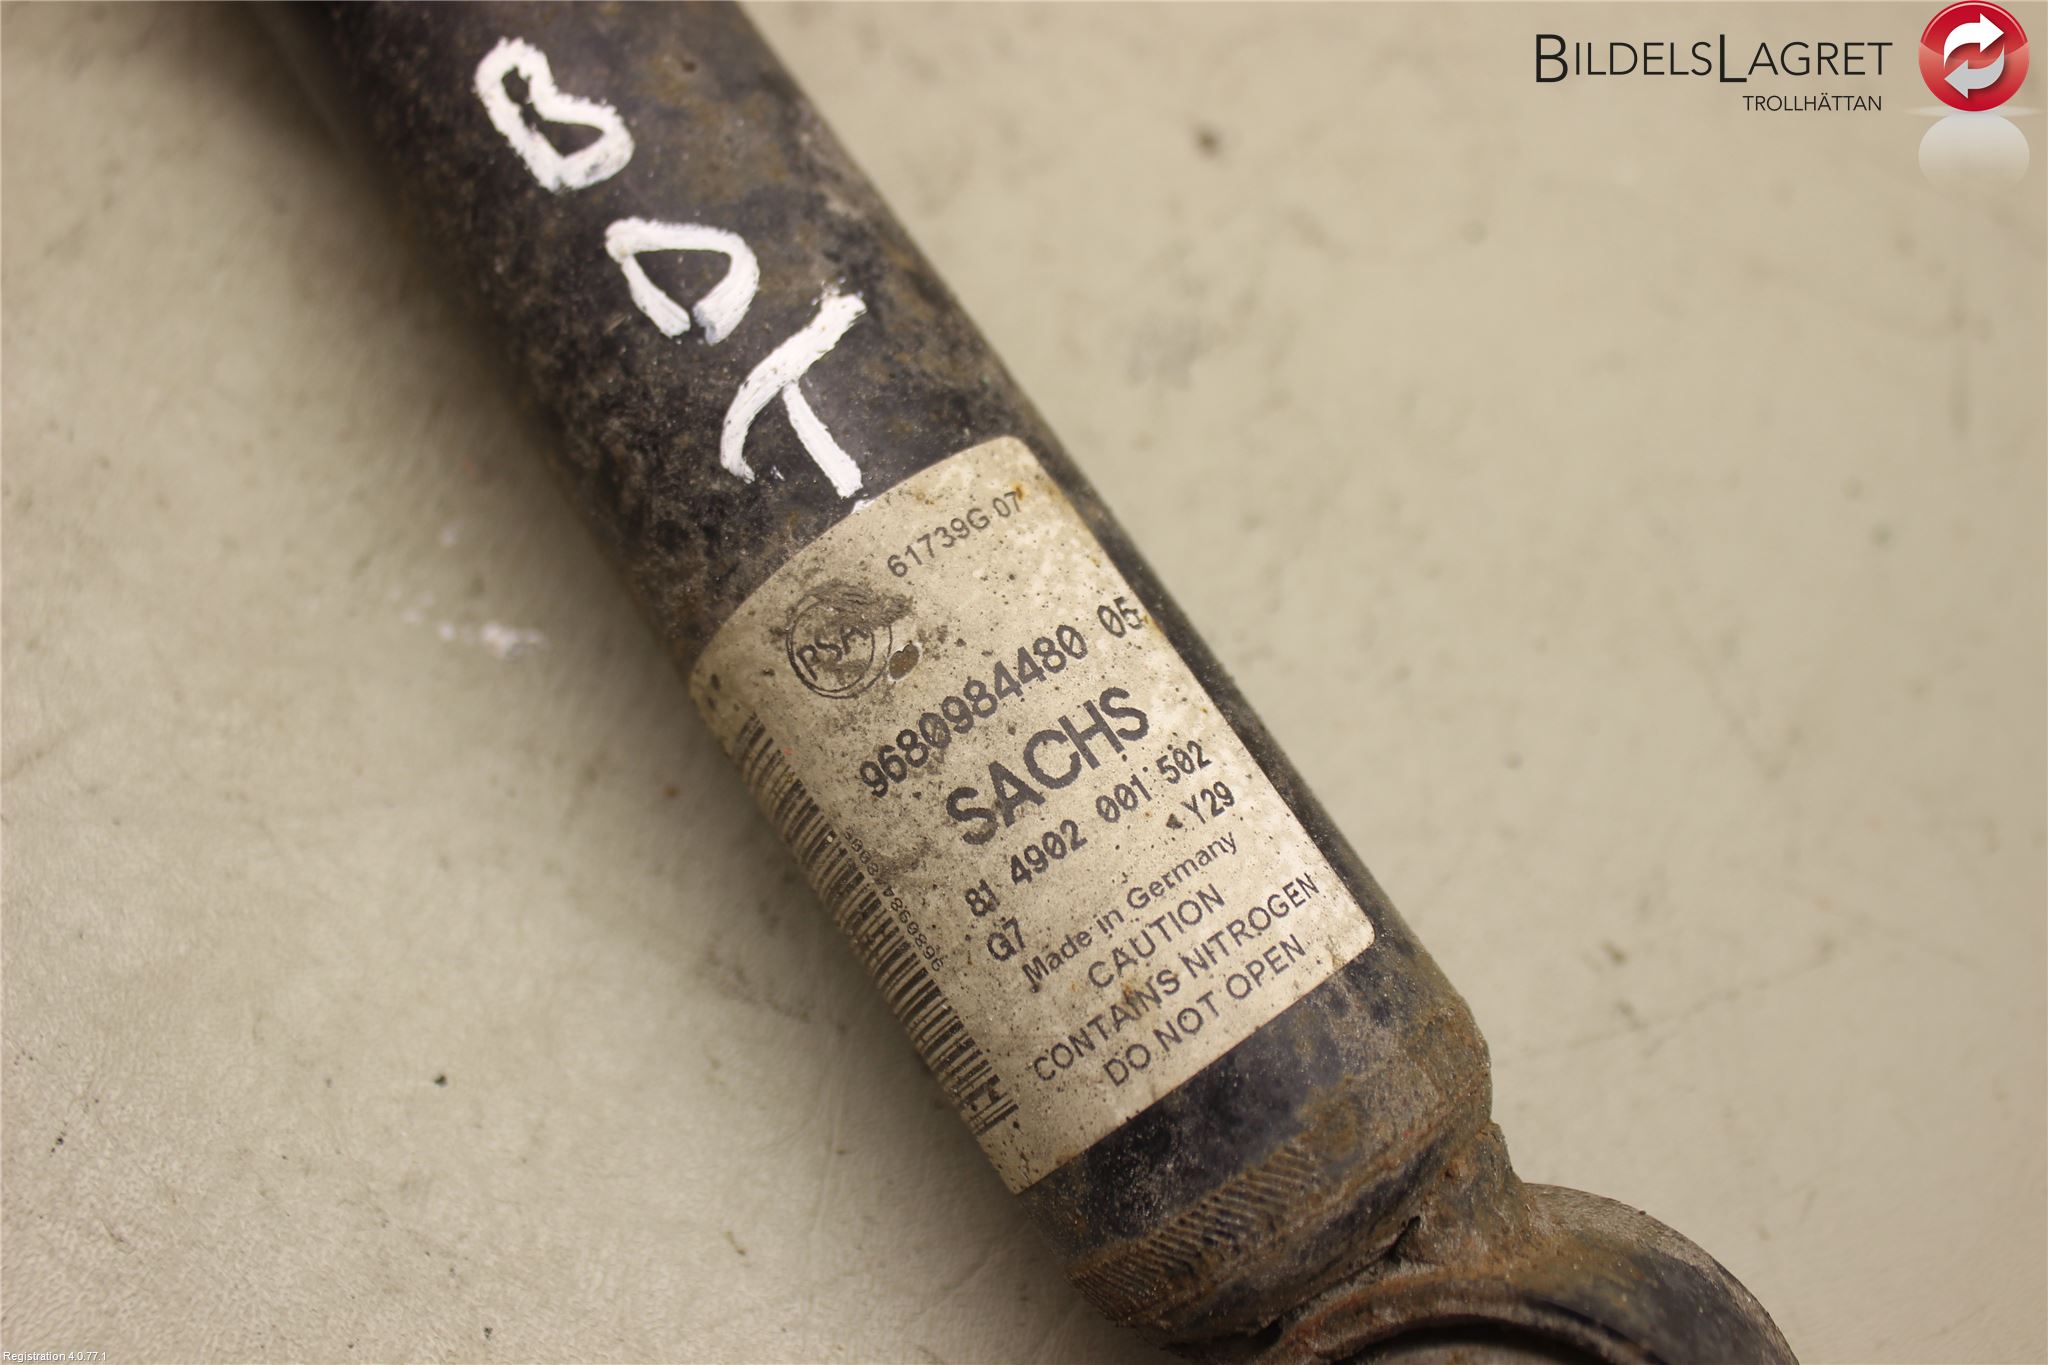 BILDELSLAGRET
TROLLHÄTTAN
BAT
61739G 07
PSA
9680984480 05
SACHS
81 4902 001 502
G7 Y29
Made in Germany
CAUTION
CONTAINS NITROGEN
DO NOT OPEN
Registration 4.0.77.1